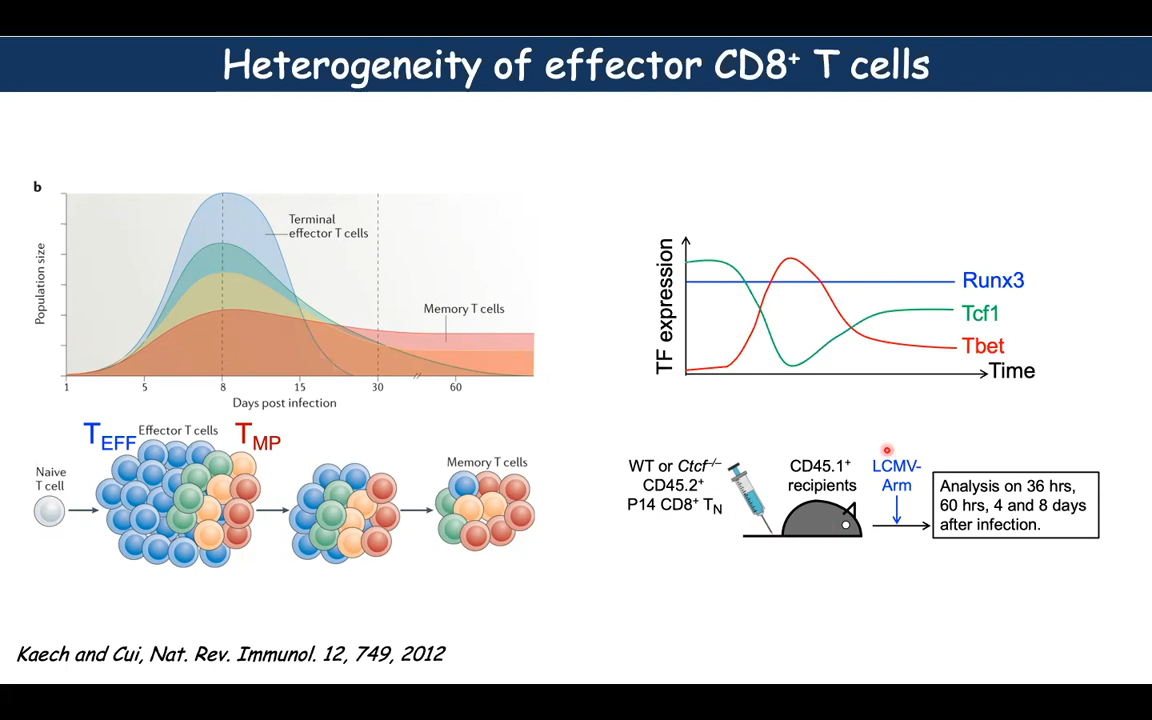 Heterogeneity of effector CD8⁺ T cells
b
Population size
Terminal
effector T cells
Memory T cells
1 5 8 15 30 60
Days post infection
T_EFF Effector T cells T_MP
Naive
T cell
Memory T cells
Kaech and Cui, Nat. Rev. Immunol. 12, 749, 2012
TF expression
Runx3
Tcf1
Tbet
Time
WT or Ctcf⁻/⁻
CD45.2⁺
P14 CD8⁺ T_N
CD45.1⁺
recipients
LCMV-
Arm
Analysis on 36 hrs,
60 hrs, 4 and 8 days
after infection.